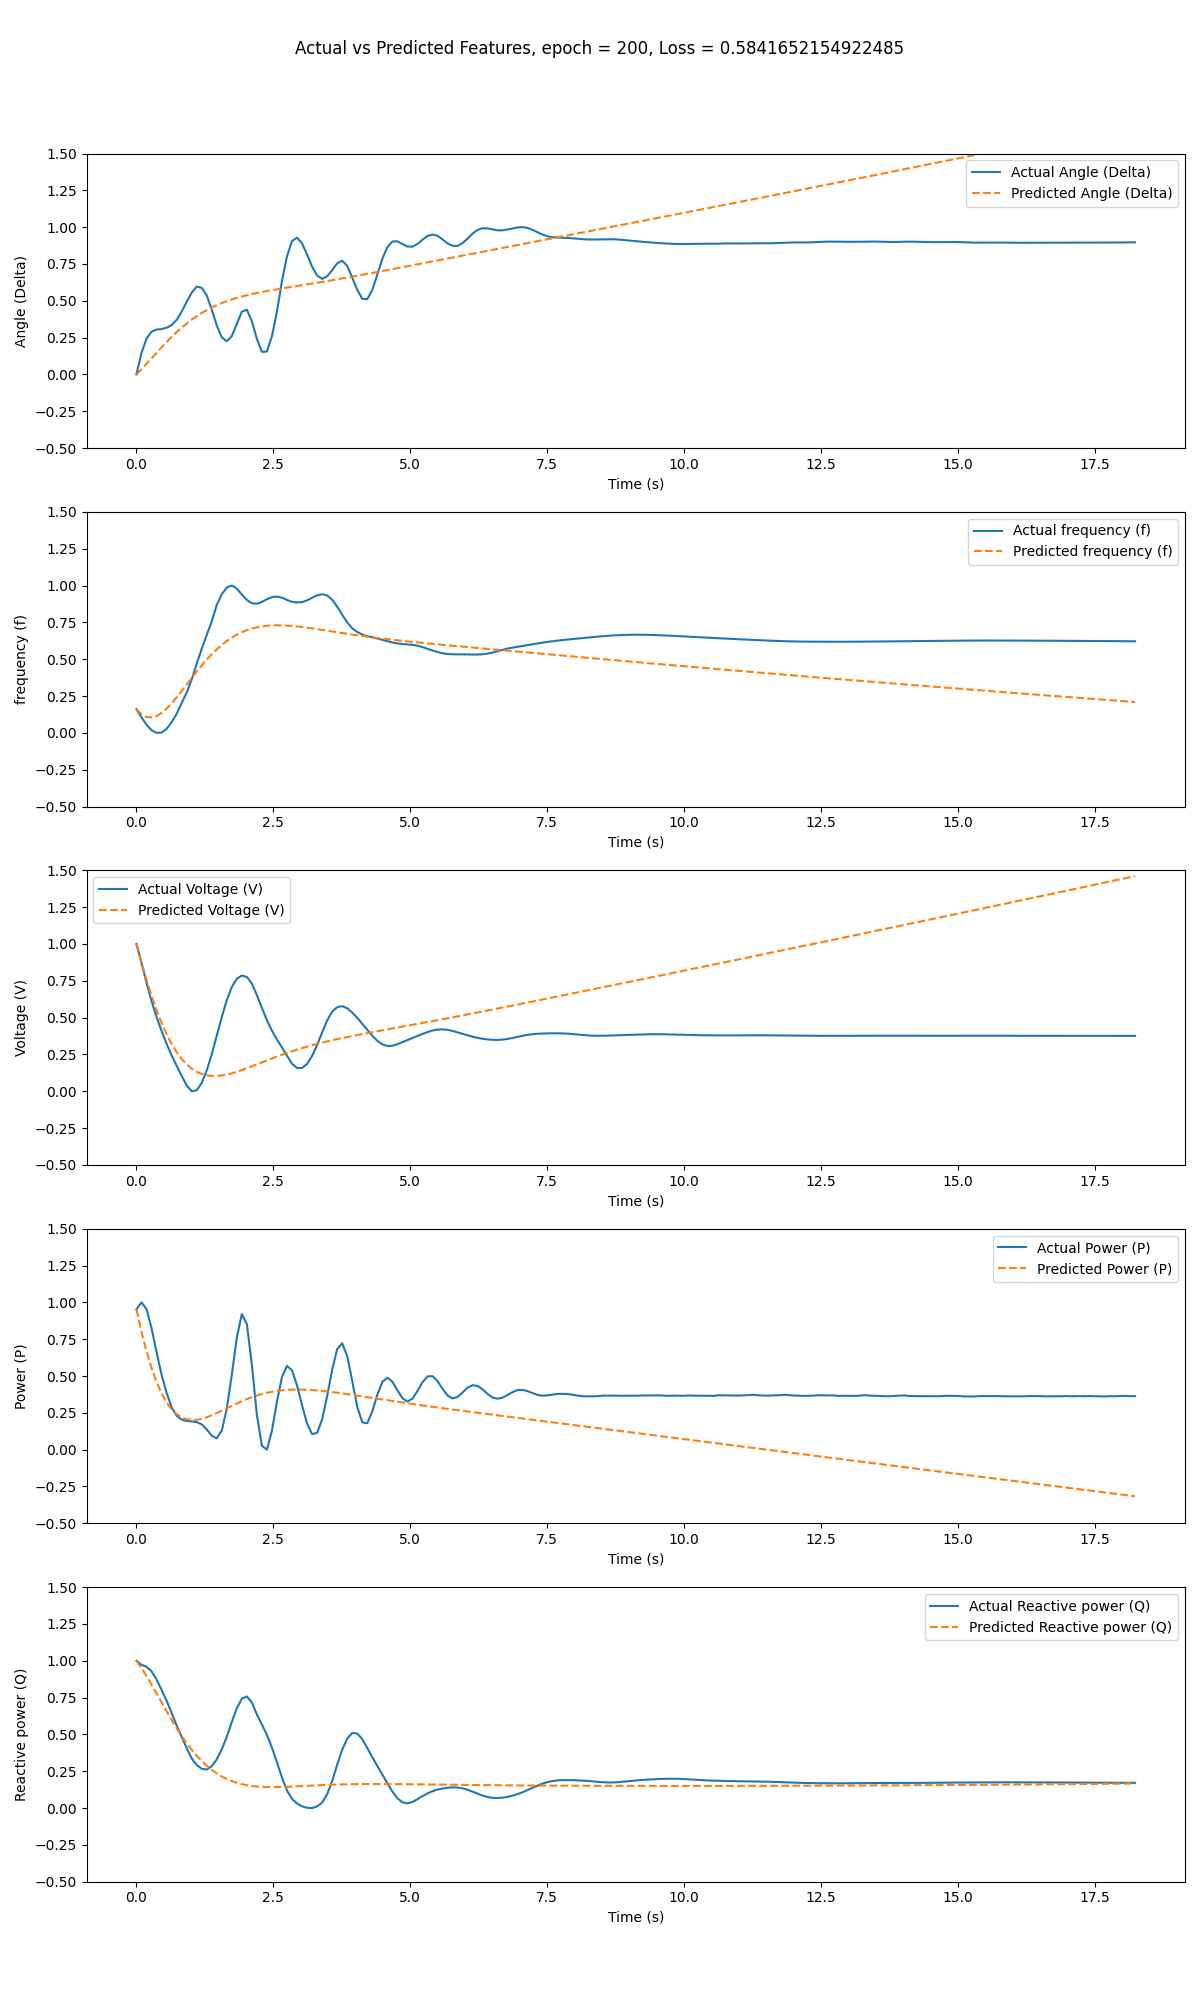 Actual vs Predicted Features, epoch = 200, Loss = 0.5841652154922485
1.50
1.25
1.00
0.75
0.50
0.25
0.00
−0.25
−0.50
Angle (Delta)
Actual Angle (Delta)
Predicted Angle (Delta)
0.0 2.5 5.0 7.5 10.0 12.5 15.0 17.5
Time (s)
1.50
1.25
1.00
0.75
0.50
0.25
0.00
−0.25
−0.50
frequency (f)
Actual frequency (f)
Predicted frequency (f)
0.0 2.5 5.0 7.5 10.0 12.5 15.0 17.5
Time (s)
1.50
1.25
1.00
0.75
0.50
0.25
0.00
−0.25
−0.50
Voltage (V)
Actual Voltage (V)
Predicted Voltage (V)
0.0 2.5 5.0 7.5 10.0 12.5 15.0 17.5
Time (s)
1.50
1.25
1.00
0.75
0.50
0.25
0.00
−0.25
−0.50
Power (P)
Actual Power (P)
Predicted Power (P)
0.0 2.5 5.0 7.5 10.0 12.5 15.0 17.5
Time (s)
1.50
1.25
1.00
0.75
0.50
0.25
0.00
−0.25
−0.50
Reactive power (Q)
Actual Reactive power (Q)
Predicted Reactive power (Q)
0.0 2.5 5.0 7.5 10.0 12.5 15.0 17.5
Time (s)